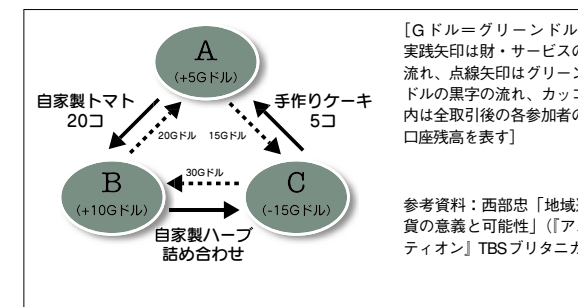 A
(+5Gドル)
自家製トマト
20コ
手作りケーキ
5コ
20Gドル
15Gドル
30Gドル
B
(+10Gドル)
C
(-15Gドル)
自家製ハーブ
詰め合わせ
[Gドル＝グリーンドル
実践矢印は財・サービスの
流れ、点線矢印はグリーン
ドルの黒字の流れ、カッコ
内は全取引後の各参加者の
口座残高を表す]
参考資料：西部忠「地域通
貨の意義と可能性」（『ア
ティオン』TBSブリタニカ